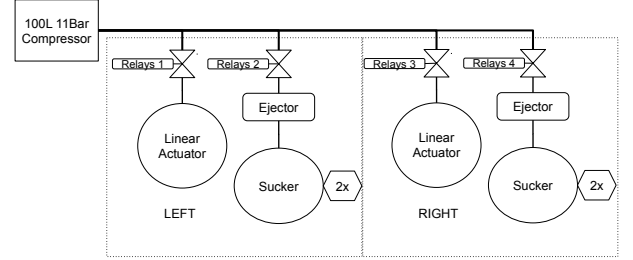 100L 11Bar
Compressor
Relays 1
Relays 2
Relays 3
Relays 4
Ejector
Ejector
Linear
Actuator
Linear
Actuator
Sucker
2x
Sucker
2x
LEFT
RIGHT